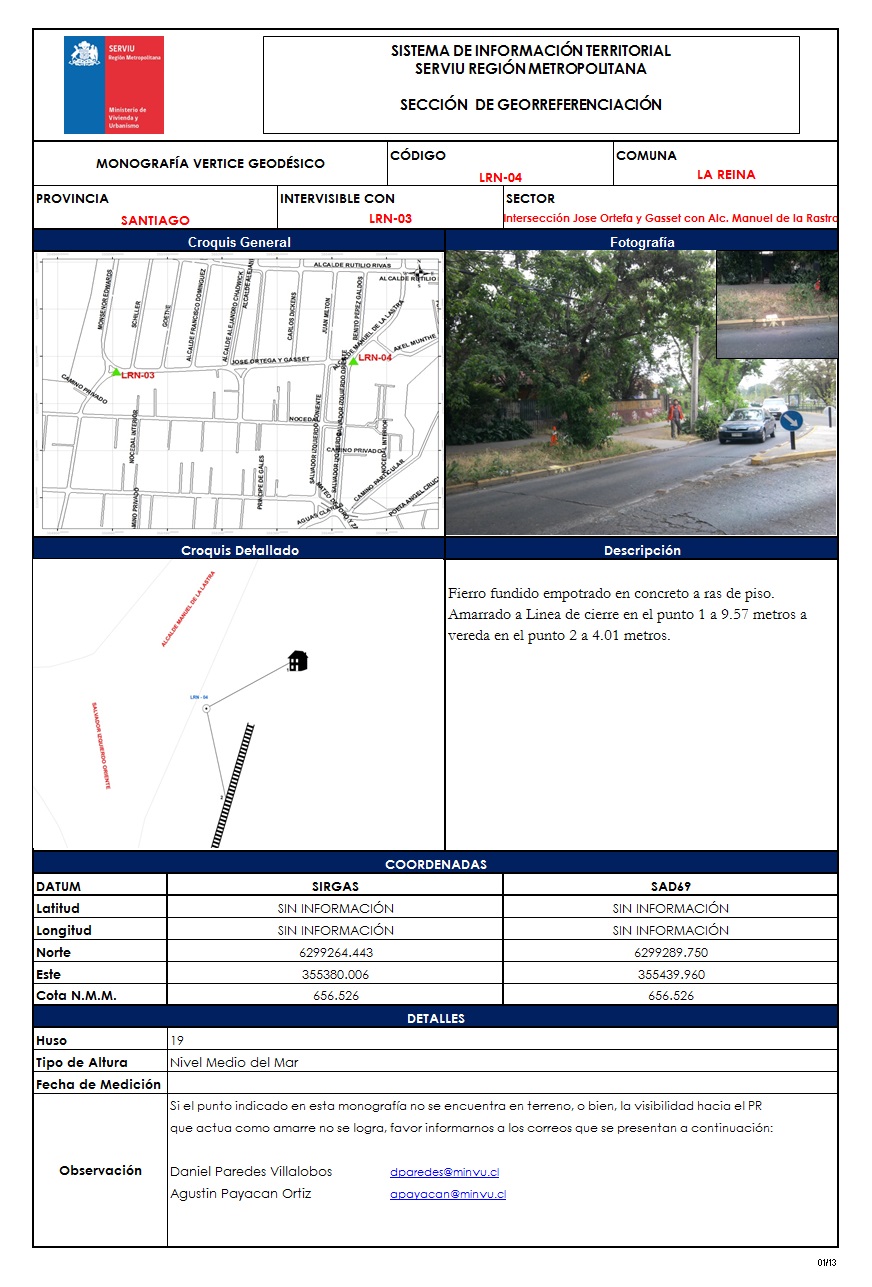 SERVIU
Región Metropolitana
Ministerio de
Vivienda y
Urbanismo
SISTEMA DE INFORMACIÓN TERRITORIAL
SERVIU REGIÓN METROPOLITANA
SECCIÓN DE GEORREFERENCIACIÓN
MONOGRAFÍA VERTICE GEODÉSICO
CÓDIGO
LRN-04
COMUNA
LA REINA
PROVINCIA
SANTIAGO
INTERVISIBLE CON
LRN-03
SECTOR
Intersección Jose Ortefa y Gasset con Alc. Manuel de la Rastra
Croquis General
Fotografía
ALCALDE RUTILIO RIVAS
ALCALDE RUTILIO
MONSEÑOR EDWARDS
SCHILLER
GOETHE
ALCALDE FRANCISCO DOMINGUEZ
ALCALDE ALEJANDRO CHADWICK
CARLOS DICKENS
JUAN MILTON
BENITO PEREZ GALDOS
ALCALDE MANUEL DE LA LASTRA
AXEL MUNTHE
JOSE ORTEGA Y GASSET
LRN-03
LRN-04
CAMINO PRIVADO
NOCEDAL INTERIOR
PRINCIPE DE GALES
SALVADOR IZQUIERDO PONIENTE
SALVADOR IZQUIERDO ORIENTE
CAMINO PRIVADO
NOCEDAL INTERIOR
CAMINO PARTICULAR
Croquis Detallado
Descripción
ALCALDE MANUEL DE LA LASTRA
LRN - 04
SALVADOR IZQUIERDO ORIENTE
2
Fierro fundido empotrado en concreto a ras de piso.
Amarrado a Linea de cierre en el punto 1 a 9.57 metros a
vereda en el punto 2 a 4.01 metros.
COORDENADAS
DATUM SIRGAS SAD69
Latitud SIN INFORMACIÓN SIN INFORMACIÓN
Longitud SIN INFORMACIÓN SIN INFORMACIÓN
Norte 6299264.443 6299289.750
Este 355380.006 355439.960
Cota N.M.M. 656.526 656.526
DETALLES
Huso 19
Tipo de Altura Nivel Medio del Mar
Fecha de Medición
Observación
Si el punto indicado en esta monografía no se encuentra en terreno, o bien, la visibilidad hacia el PR
que actua como amarre no se logra, favor informarnos a los correos que se presentan a continuación:
Daniel Paredes Villalobos dparedes@minvu.cl
Agustin Payacan Ortiz apayacan@minvu.cl
01/13